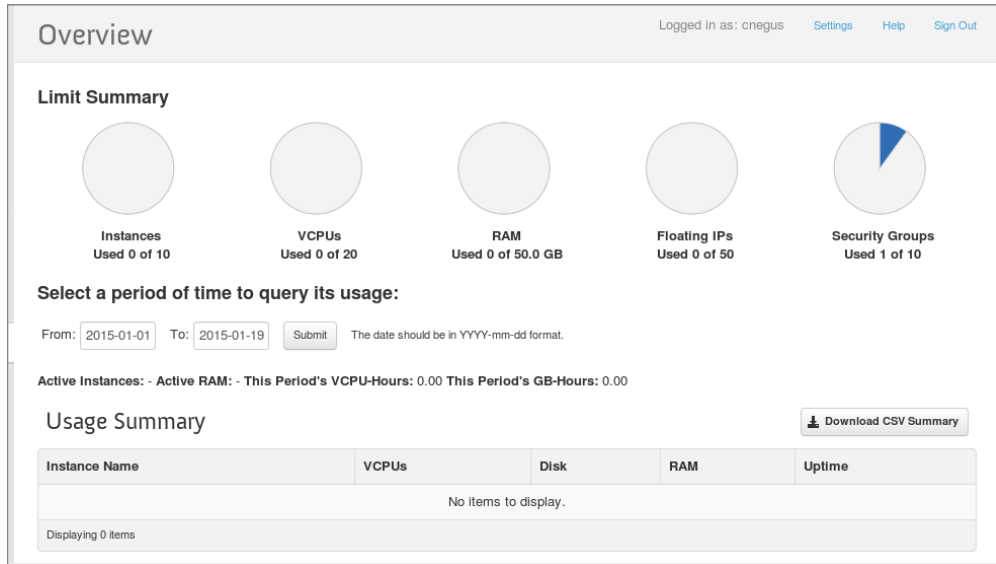 Overview
Logged in as: cnegus Settings Help Sign Out
Limit Summary
Instances
Used 0 of 10
VCPUs
Used 0 of 20
RAM
Used 0 of 50.0 GB
Floating IPs
Used 0 of 50
Security Groups
Used 1 of 10
Select a period of time to query its usage:
From: 2015-01-01 To: 2015-01-19 Submit The date should be in YYYY-mm-dd format.
Active Instances: - Active RAM: - This Period's VCPU-Hours: 0.00 This Period's GB-Hours: 0.00
Usage Summary
Download CSV Summary
Instance Name VCPUs Disk RAM Uptime
No items to display.
Displaying 0 items